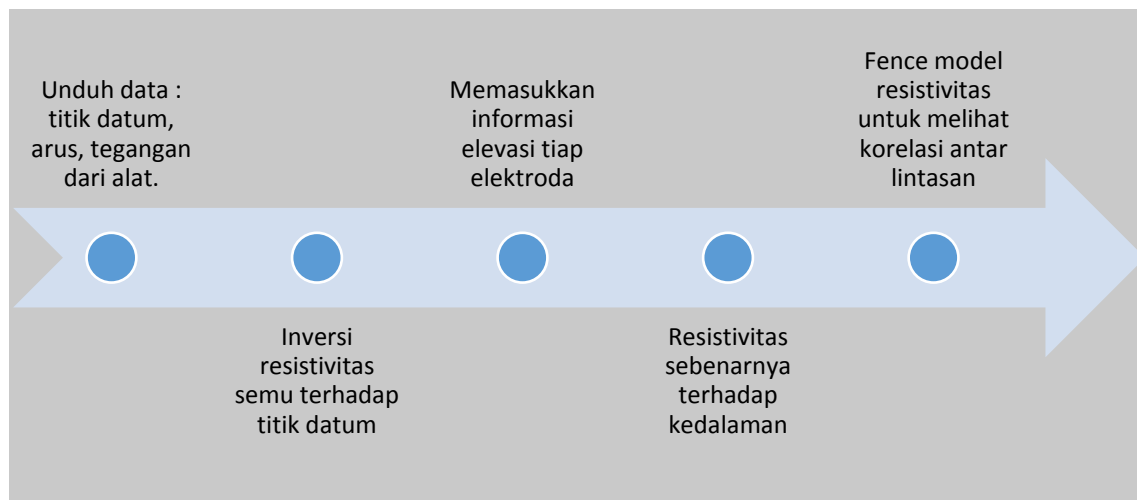 Unduh data :
titik datum,
arus, tegangan
dari alat.
Inversi
resistivitas
semu terhadap
titik datum
Memasukkan
informasi
elevasi tiap
elektroda
Resistivitas
sebenarnya
terhadap
kedalaman
Fence model
resistivitas
untuk melihat
korelasi antar
lintasan